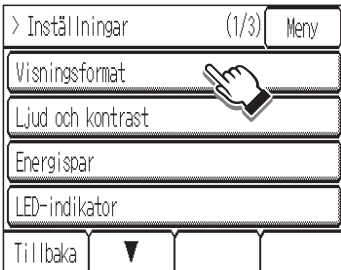 > Inställningar (1/3) Meny
Visningsformat
Ljud och kontrast
Energispar
LED-indikator
Tillbaka ▼